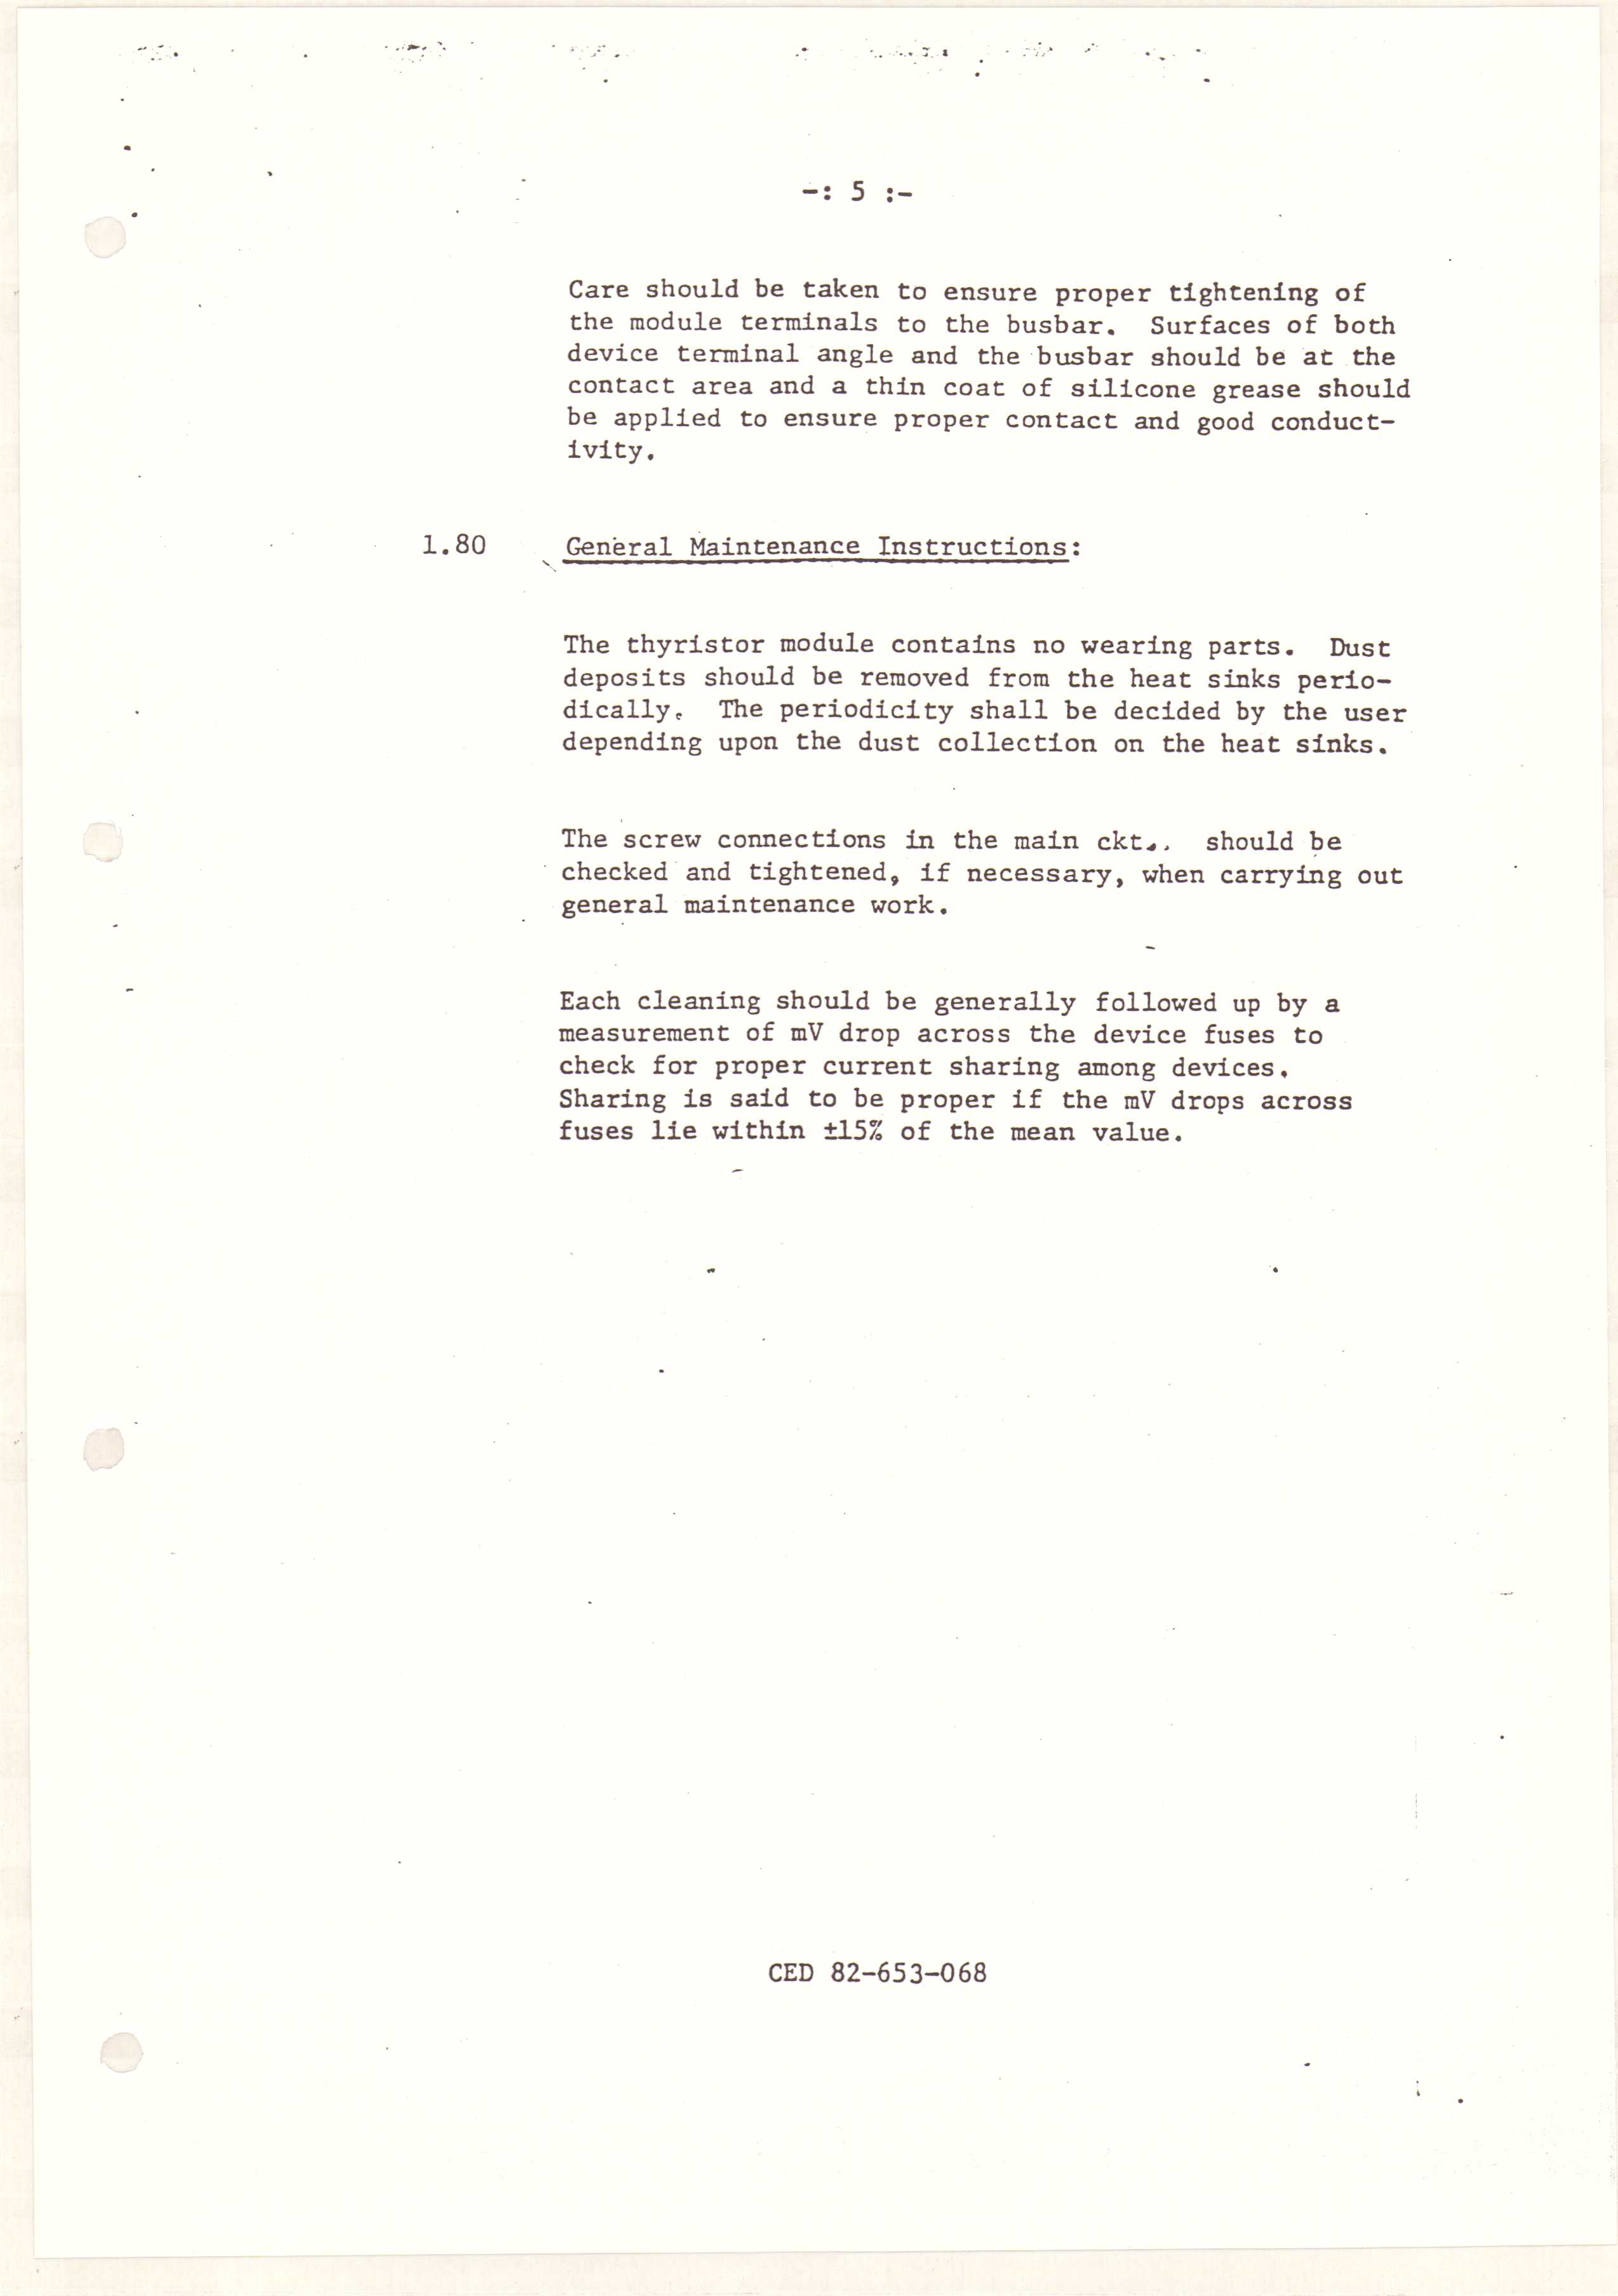 -: 5 :-
Care should be taken to ensure proper tightening of
the module terminals to the busbar. Surfaces of both
device terminal angle and the busbar should be at the
contact area and a thin coat of silicone grease should
be applied to ensure proper contact and good conduct-
ivity.
1.80 General Maintenance Instructions:
The thyristor module contains no wearing parts. Dust
deposits should be removed from the heat sinks perio-
dically. The periodicity shall be decided by the user
depending upon the dust collection on the heat sinks.
The screw connections in the main ckt.. should be
checked and tightened, if necessary, when carrying out
general maintenance work.
Each cleaning should be generally followed up by a
measurement of mV drop across the device fuses to
check for proper current sharing among devices.
Sharing is said to be proper if the mV drops across
fuses lie within ±15% of the mean value.
CED 82-653-068